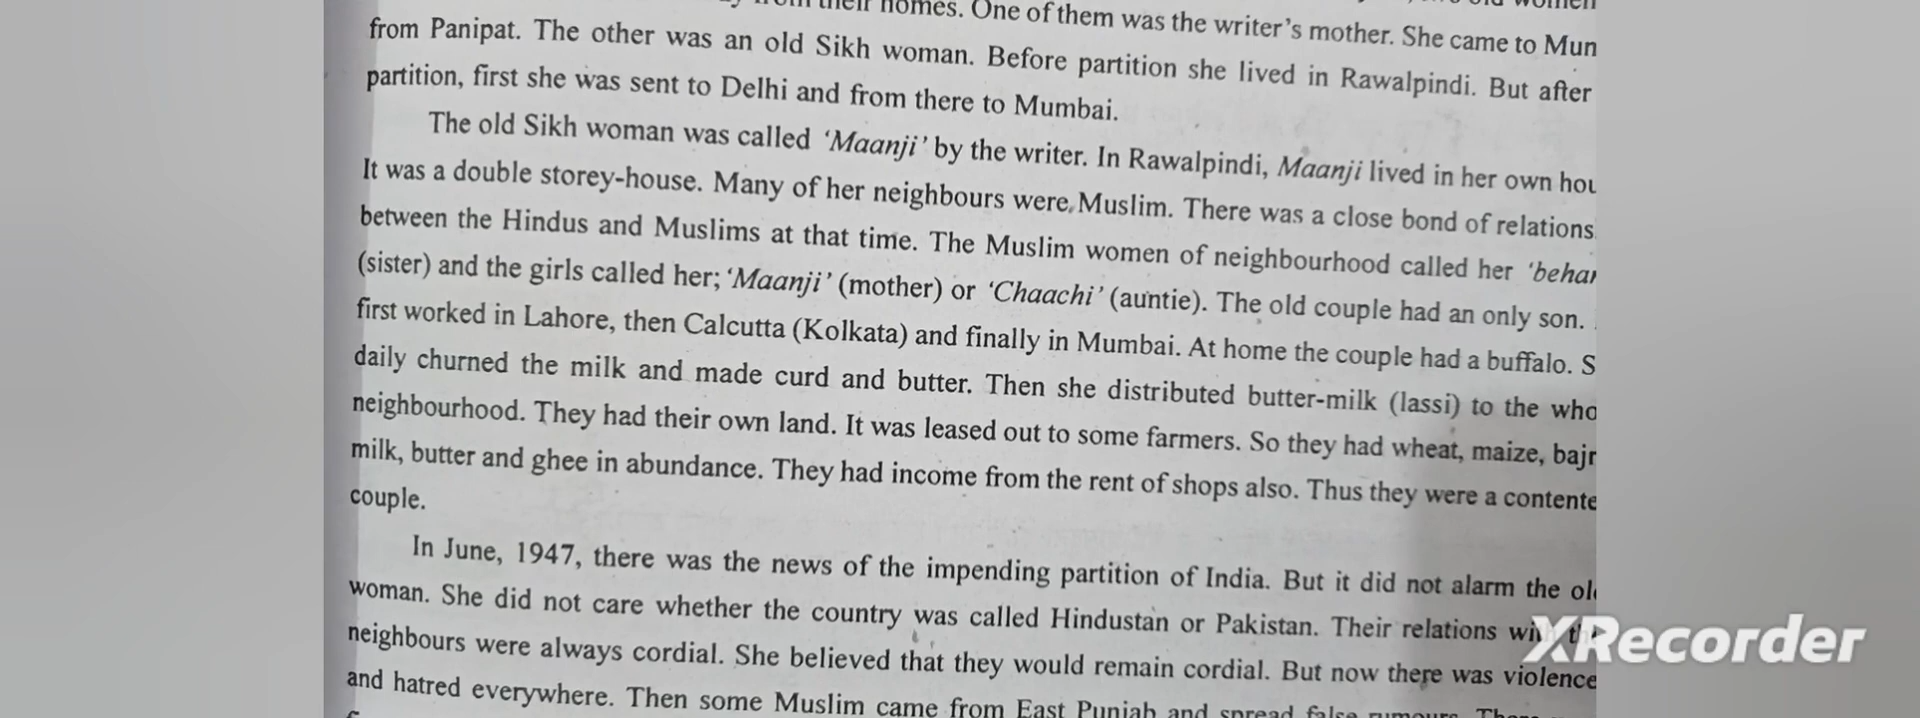 from their homes. One of them was the writer's mother. She came to Mun
from Panipat. The other was an old Sikh woman. Before partition she lived in Rawalpindi. But after
partition, first she was sent to Delhi and from there to Mumbai.
The old Sikh woman was called 'Maanji' by the writer. In Rawalpindi, Maanji lived in her own hou
It was a double storey-house. Many of her neighbours were Muslim. There was a close bond of relations
between the Hindus and Muslims at that time. The Muslim women of neighbourhood called her 'behan
(sister) and the girls called her; 'Maanji' (mother) or 'Chaachi' (auntie). The old couple had an only son.
first worked in Lahore, then Calcutta (Kolkata) and finally in Mumbai. At home the couple had a buffalo. S
daily churned the milk and made curd and butter. Then she distributed butter-milk (lassi) to the who
neighbourhood. They had their own land. It was leased out to some farmers. So they had wheat, maize, bajr
milk, butter and ghee in abundance. They had income from the rent of shops also. Thus they were a contente
couple.
In June, 1947, there was the news of the impending partition of India. But it did not alarm the ol
woman. She did not care whether the country was called Hindustan or Pakistan. Their relations with
neighbours were always cordial. She believed that they would remain cordial. But now there was violence
and hatred everywhere. Then some Muslim came from East Punjab and spread false rumours.
XRecorder